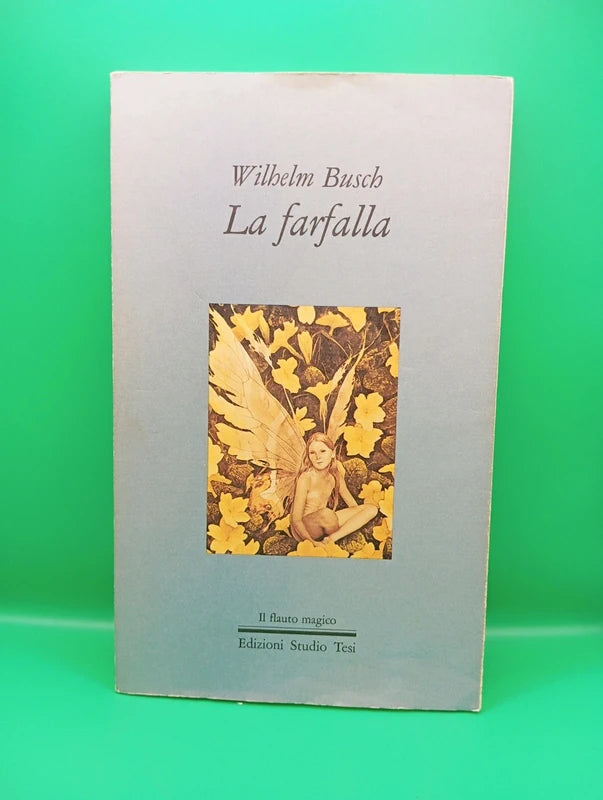 Wilhelm Busch
La farfalla
Il flauto magico
Edizioni Studio Tesi